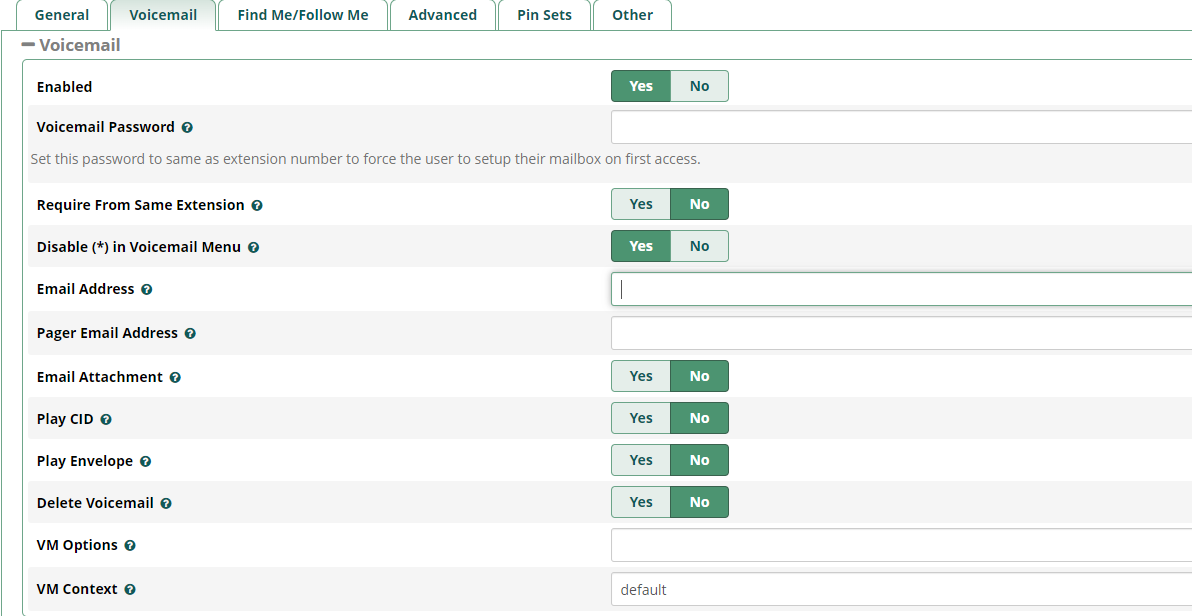 General Voicemail Find Me/Follow Me Advanced Pin Sets Other
Voicemail
Enabled Yes No
Voicemail Password
Set this password to same as extension number to force the user to setup their mailbox on first access.
Require From Same Extension Yes No
Disable (*) in Voicemail Menu Yes No
Email Address
Pager Email Address
Email Attachment Yes No
Play CID Yes No
Play Envelope Yes No
Delete Voicemail Yes No
VM Options
VM Context default